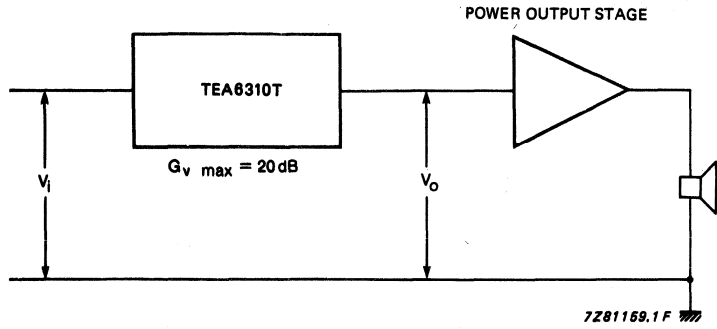 POWER OUTPUT STAGE
TEA6310T
Gv max = 20 dB
Vi
Vo
7Z81159.1 F